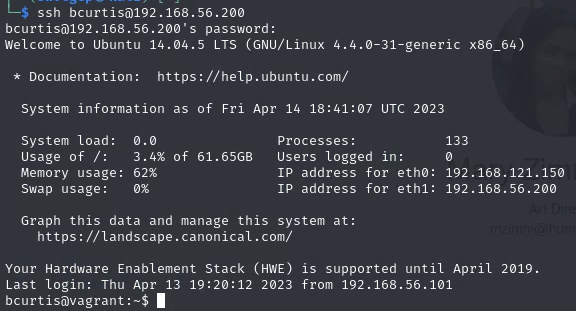 └─$ ssh bcurtis@192.168.56.200
bcurtis@192.168.56.200's password:
Welcome to Ubuntu 14.04.5 LTS (GNU/Linux 4.4.0-31-generic x86_64)
* Documentation:  https://help.ubuntu.com/
System information as of Fri Apr 14 18:41:07 UTC 2023
System load:  0.0                Processes:           133
Usage of /:   3.4% of 61.65GB   Users logged in:     0
Memory usage: 62%               IP address for eth0: 192.168.121.150
Swap usage:   0%                IP address for eth1: 192.168.56.200
Graph this data and manage this system at:
https://landscape.canonical.com/
Your Hardware Enablement Stack (HWE) is supported until April 2019.
Last login: Thu Apr 13 19:20:12 2023 from 192.168.56.101
bcurtis@vagrant:~$